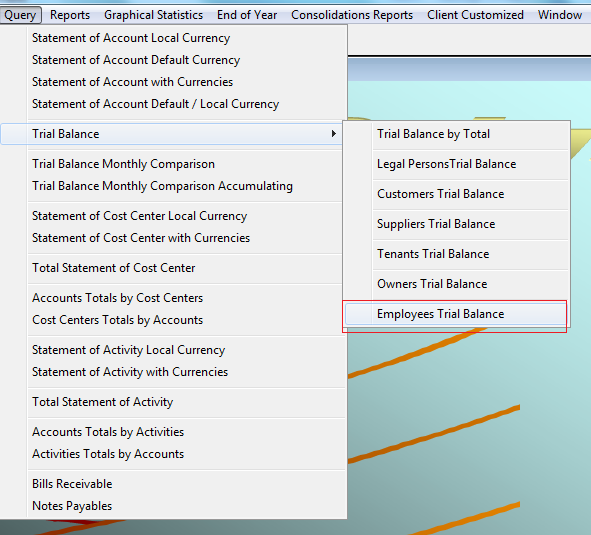 Query Reports Graphical Statistics End of Year Consolidations Reports Client Customized Window
Statement of Account Local Currency
Statement of Account Default Currency
Statement of Account with Currencies
Statement of Account Default / Local Currency
Trial Balance
Trial Balance Monthly Comparison
Trial Balance Monthly Comparison Accumulating
Statement of Cost Center Local Currency
Statement of Cost Center with Currencies
Total Statement of Cost Center
Accounts Totals by Cost Centers
Cost Centers Totals by Accounts
Statement of Activity Local Currency
Statement of Activity with Currencies
Total Statement of Activity
Accounts Totals by Activities
Activities Totals by Accounts
Bills Receivable
Notes Payables
Trial Balance by Total
Legal PersonsTrial Balance
Customers Trial Balance
Suppliers Trial Balance
Tenants Trial Balance
Owners Trial Balance
Employees Trial Balance